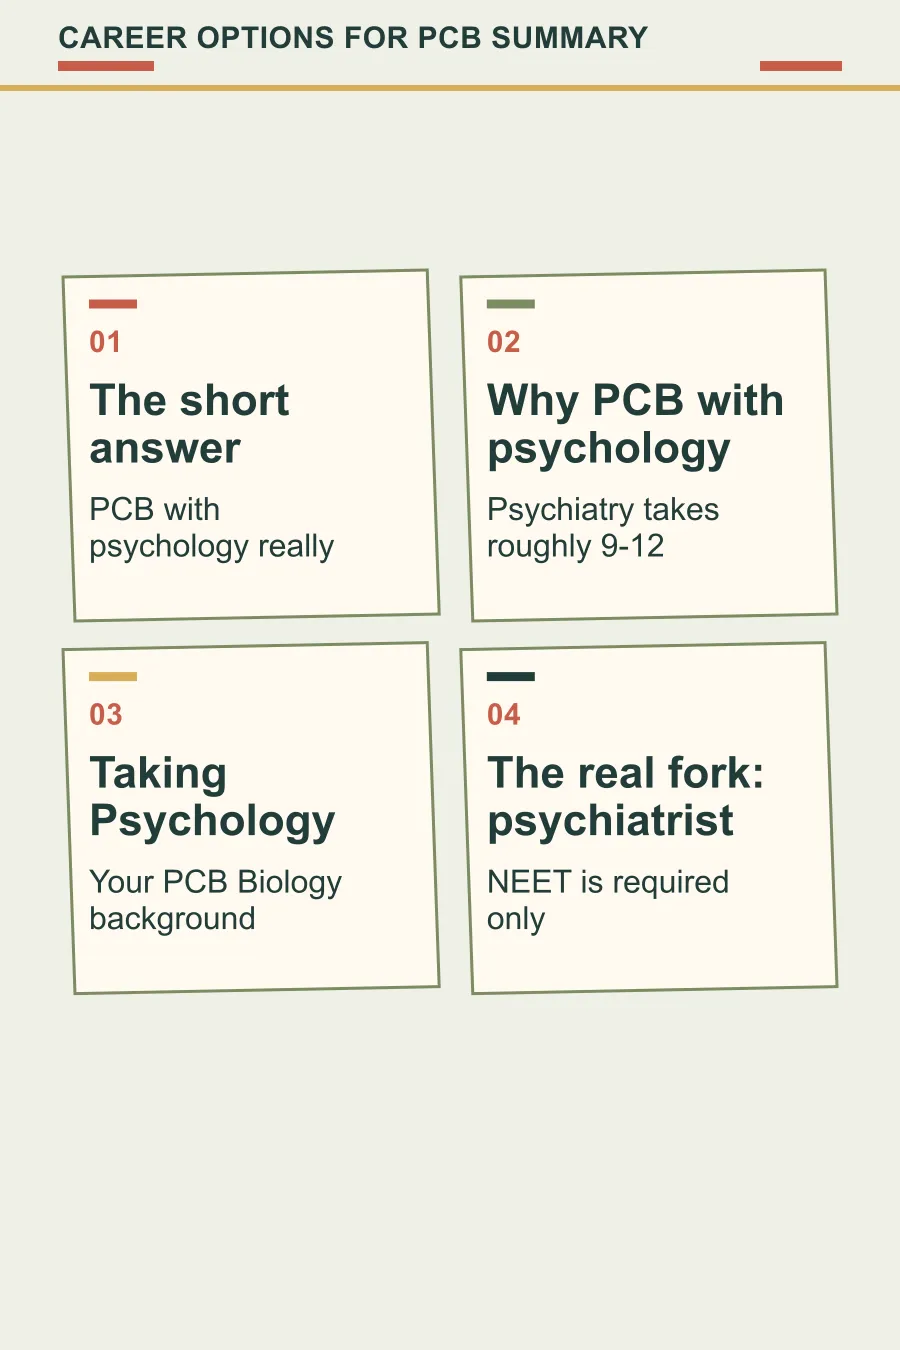 CAREER OPTIONS FOR PCB SUMMARY
01
The short
answer
PCB with
psychology really
02
Why PCB with
psychology
Psychiatry takes
roughly 9-12
03
Taking
Psychology
Your PCB Biology
background
04
The real fork:
psychiatrist
NEET is required
only